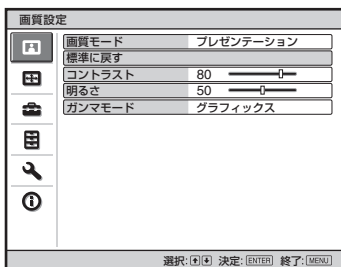 画質設定
画質モード プレゼンテーション
標準に戻す
コントラスト 80
明るさ 50
ガンマモード グラフィックス
選択:↑↓ 決定:ENTER 終了:MENU